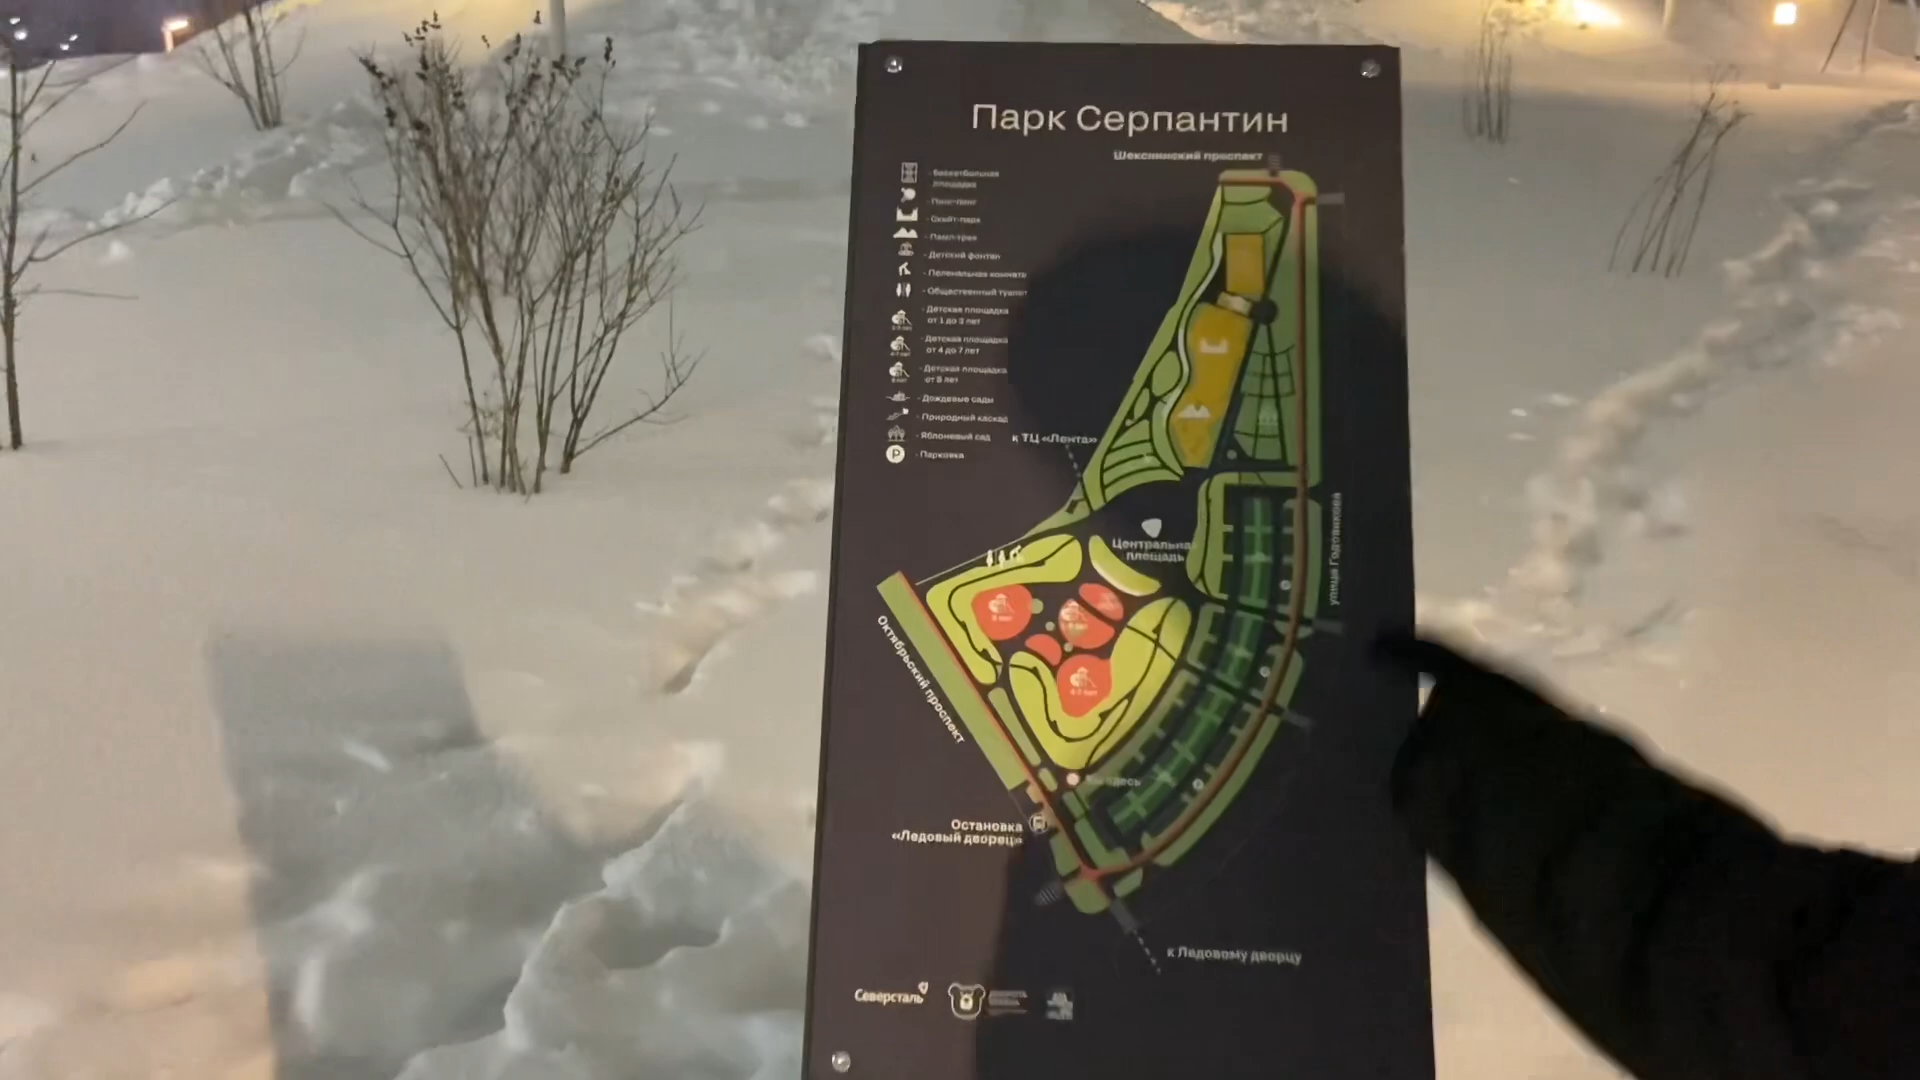 Парк Серпантин
Шекснинский проспект
- Баскетбольная
площадка
- Пинг-понг
- Скейт-парк
- Памп-трек
- Детский фонтан
- Пеленальная комната
- Общественный туалет
- Детская площадка
от 1 до 3 лет
- Детская площадка
от 4 до 7 лет
- Детская площадка
от 8 лет
- Дождевые сады
- Природный каскад
- Яблоневый сад
P - Парковка
к ТЦ «Лента»
Центральная
площадь
улица Годовикова
Октябрьский проспект
Вы здесь
Остановка
«Ледовый дворец»
к Ледовому дворцу
Северсталь